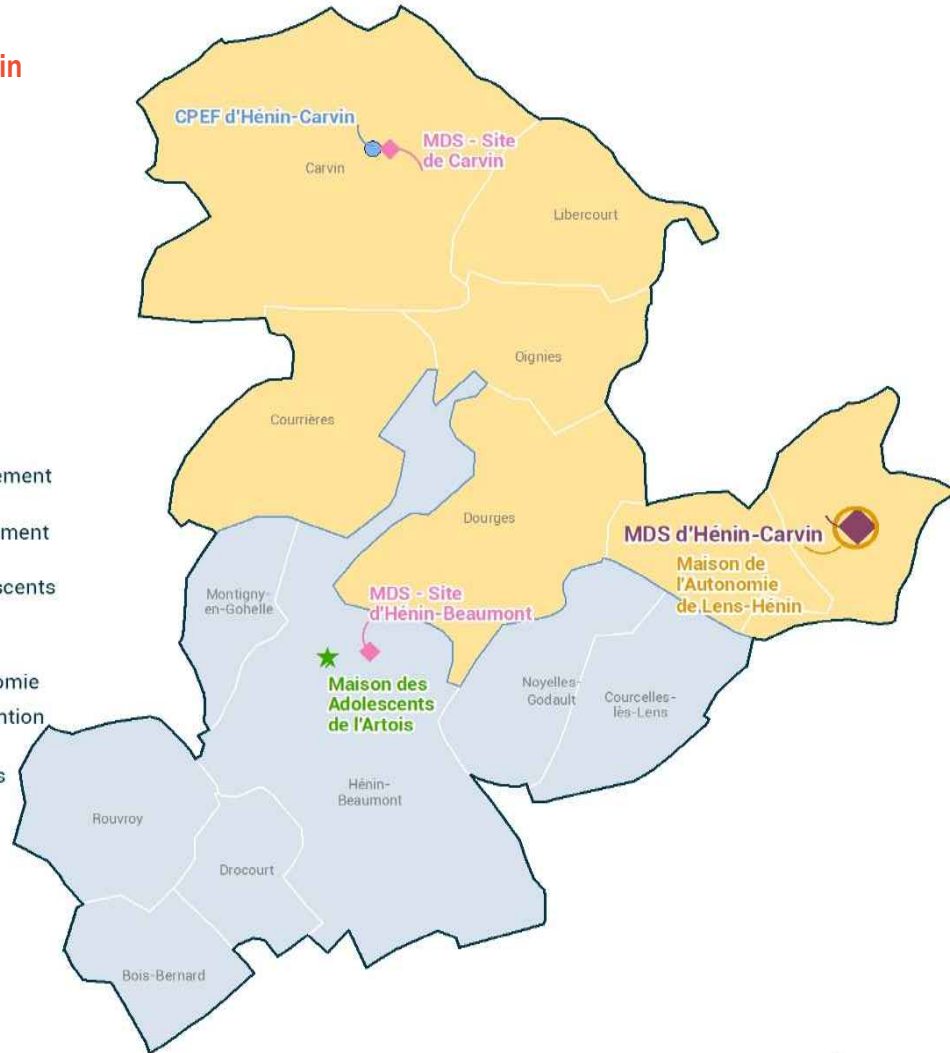 in
CPEF d'Hénin-Carvin
MDS - Site
de Carvin
Carvin
Libercourt
Oignies
Courrières
ement
Dourges
ment
MDS d'Hénin-Carvin
Maison de
l'Autonomie
de Lens-Hénin
scents
Montigny-
en-Gohelle
MDS - Site
d'Hénin-Beaumont
omie
Maison des
Adolescents
de l'Artois
Noyelles-
Godault
Courcelles-
lès-Lens
ntion
s
Hénin-
Beaumont
Rouvroy
Drocourt
Bois-Bernard